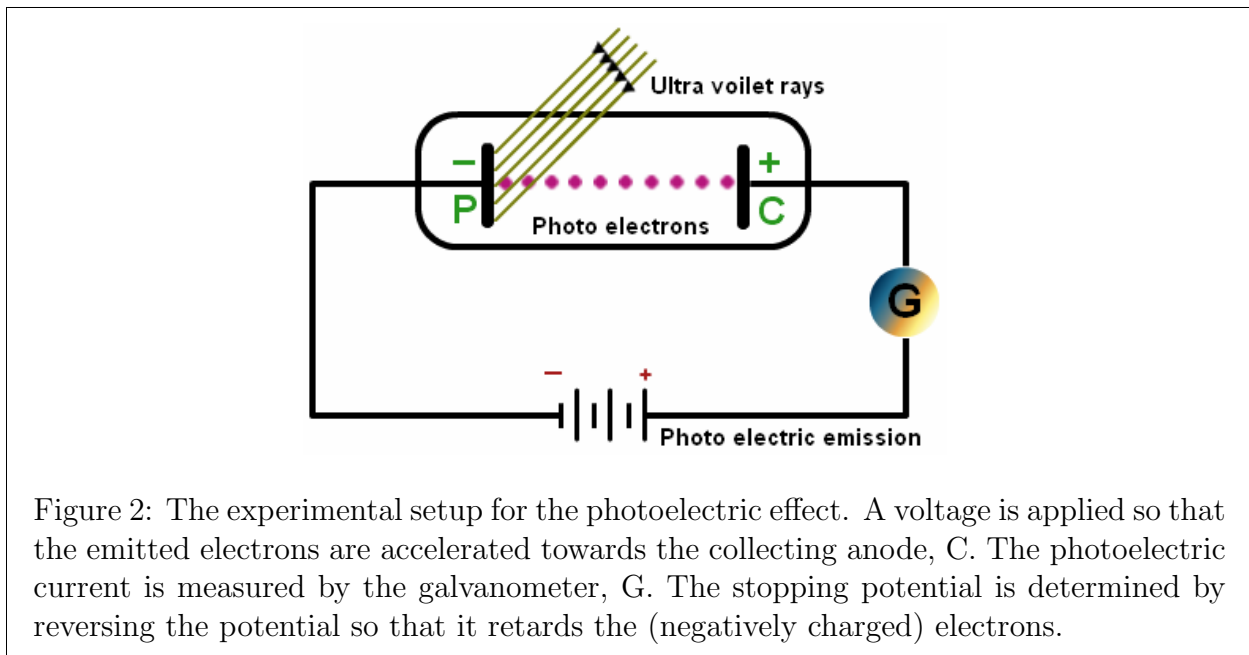 Ultra voilet rays
− +
P C
Photo electrons
G
− +
Photo electric emission
Figure 2: The experimental setup for the photoelectric effect. A voltage is applied so that
the emitted electrons are accelerated towards the collecting anode, C. The photoelectric
current is measured by the galvanometer, G. The stopping potential is determined by
reversing the potential so that it retards the (negatively charged) electrons.